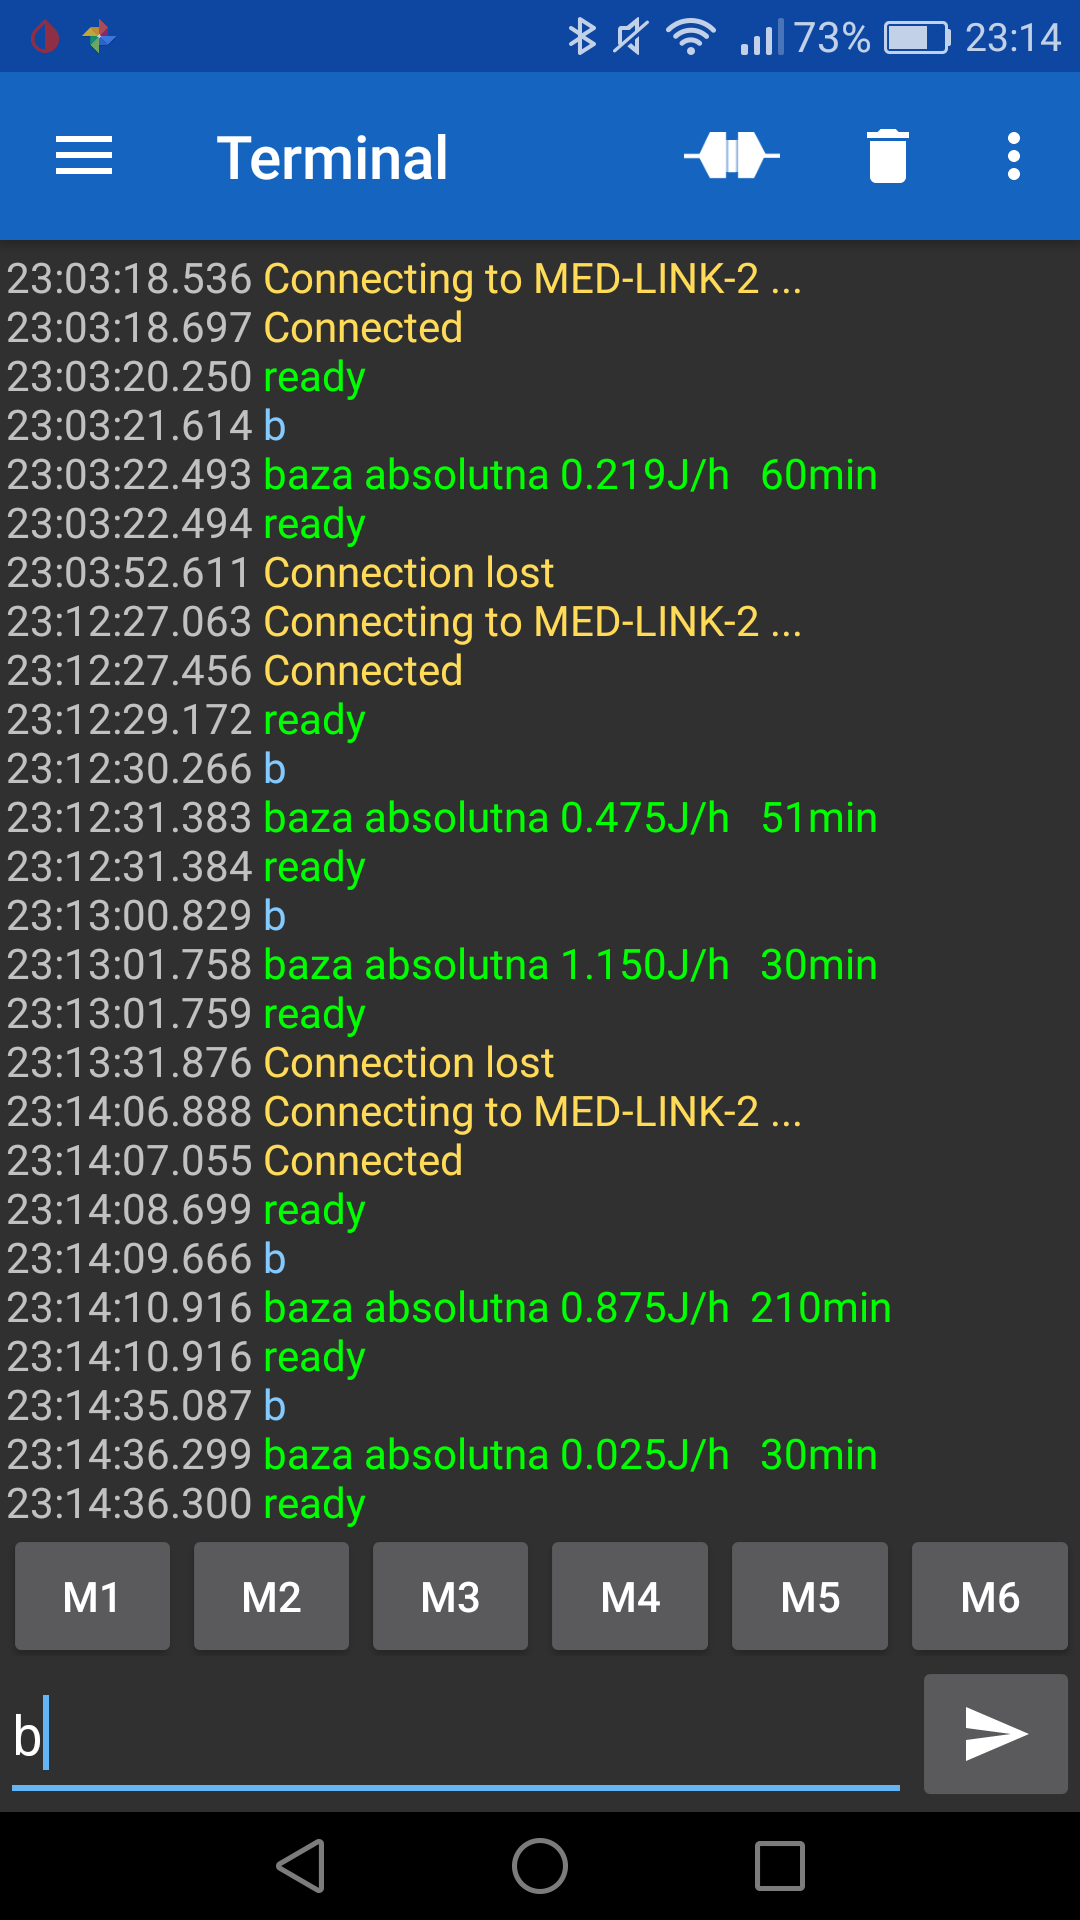 73% 23:14
Terminal
23:03:18.536 Connecting to MED-LINK-2 ...
23:03:18.697 Connected
23:03:20.250 ready
23:03:21.614 b
23:03:22.493 baza absolutna 0.219J/h   60min
23:03:22.494 ready
23:03:52.611 Connection lost
23:12:27.063 Connecting to MED-LINK-2 ...
23:12:27.456 Connected
23:12:29.172 ready
23:12:30.266 b
23:12:31.383 baza absolutna 0.475J/h   51min
23:12:31.384 ready
23:13:00.829 b
23:13:01.758 baza absolutna 1.150J/h   30min
23:13:01.759 ready
23:13:31.876 Connection lost
23:14:06.888 Connecting to MED-LINK-2 ...
23:14:07.055 Connected
23:14:08.699 ready
23:14:09.666 b
23:14:10.916 baza absolutna 0.875J/h  210min
23:14:10.916 ready
23:14:35.087 b
23:14:36.299 baza absolutna 0.025J/h   30min
23:14:36.300 ready
M1 M2 M3 M4 M5 M6
b